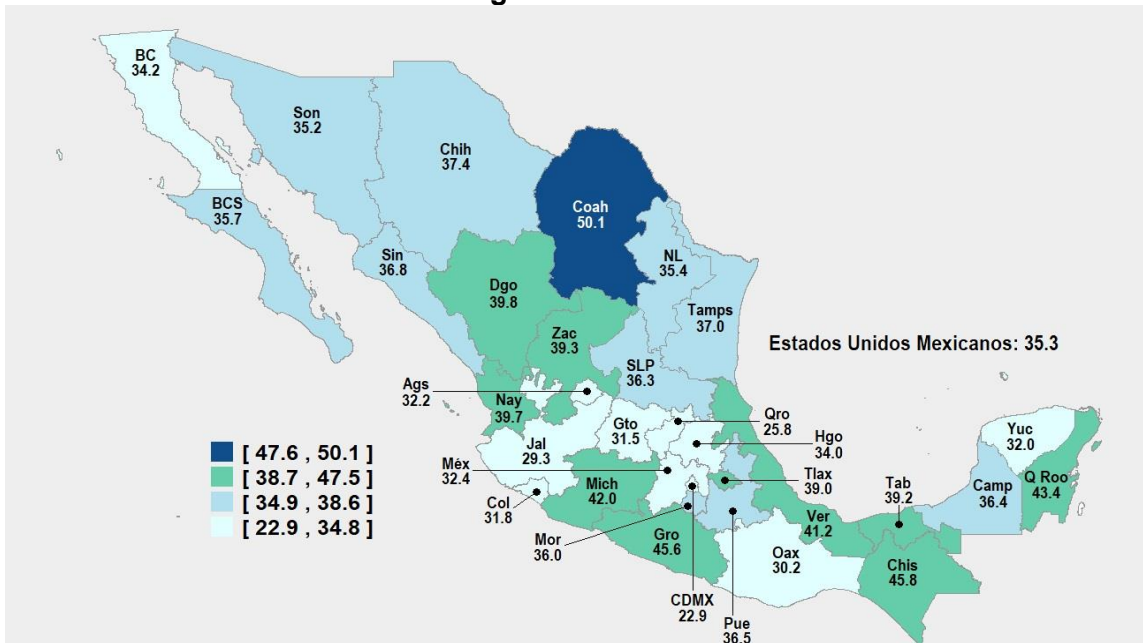 g
BC
34.2
Son
35.2
Chih
37.4
BCS
35.7
Coah
50.1
Sin
36.8
NL
35.4
Dgo
39.8
Tamps
37.0
Zac
39.3
Estados Unidos Mexicanos: 35.3
SLP
36.3
Ags
32.2
Nay
39.7
Qro
25.8
Gto
31.5
Hgo
34.0
Yuc
32.0
Jal
29.3
[ 47.6 , 50.1 ]
[ 38.7 , 47.5 ]
[ 34.9 , 38.6 ]
[ 22.9 , 34.8 ]
Méx
32.4
Tlax
39.0
Mich
42.0
Tab
39.2
Camp
36.4
Q Roo
43.4
Col
31.8
Ver
41.2
Mor
36.0
Gro
45.6
Oax
30.2
Chis
45.8
CDMX
22.9
Pue
36.5